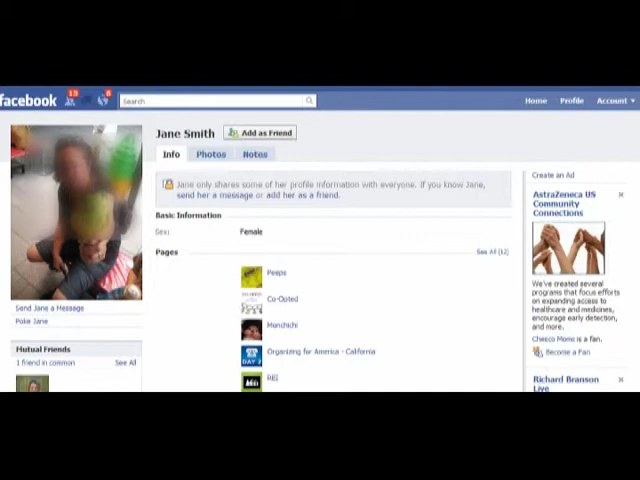 facebook
15
8
Search
Home Profile Account
Jane Smith
Add as Friend
Info Photos Notes
Jane only shares some of her profile information with everyone. If you know Jane,
send her a message or add her as a friend.
Basic Information
Sex: Female
Pages
See All (12)
Peeps
Co-Opted
Monchichi
Organizing for America - California
REI
Send Jane a Message
Poke Jane
Mutual Friends
1 friend in common See All
Create an Ad
AstraZeneca US
Community
Connections
We've created several
programs that focus efforts
on expanding access to
healthcare and medicines,
encourage early detection,
and more.
is a fan.
Become a Fan
Richard Branson
Live